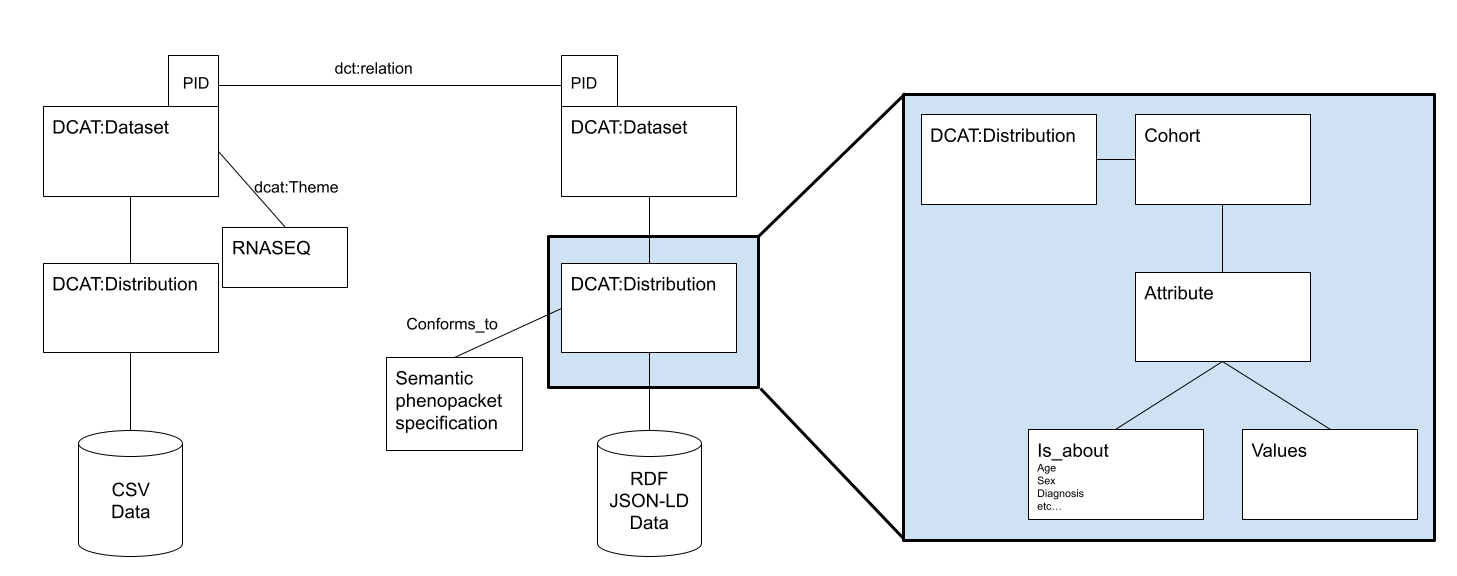 PID
dct:relation
PID
DCAT:Dataset
DCAT:Dataset
dcat:Theme
RNASEQ
DCAT:Distribution
DCAT:Distribution
Conforms_to
Semantic
phenopacket
specification
CSV
Data
RDF
JSON-LD
Data
DCAT:Distribution
Cohort
Attribute
Is_about
Age
Sex
Diagnosis
etc...
Values